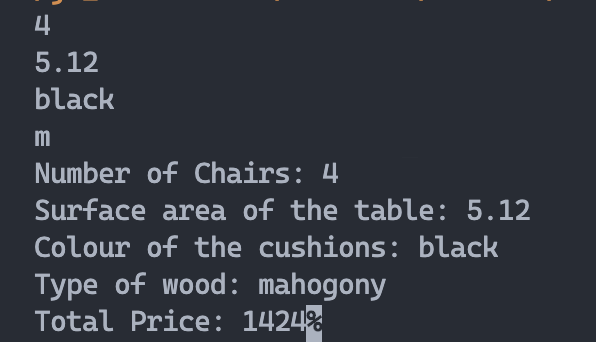 4
5.12
black
m
Number of Chairs: 4
Surface area of the table: 5.12
Colour of the cushions: black
Type of wood: mahogony
Total Price: 1424%